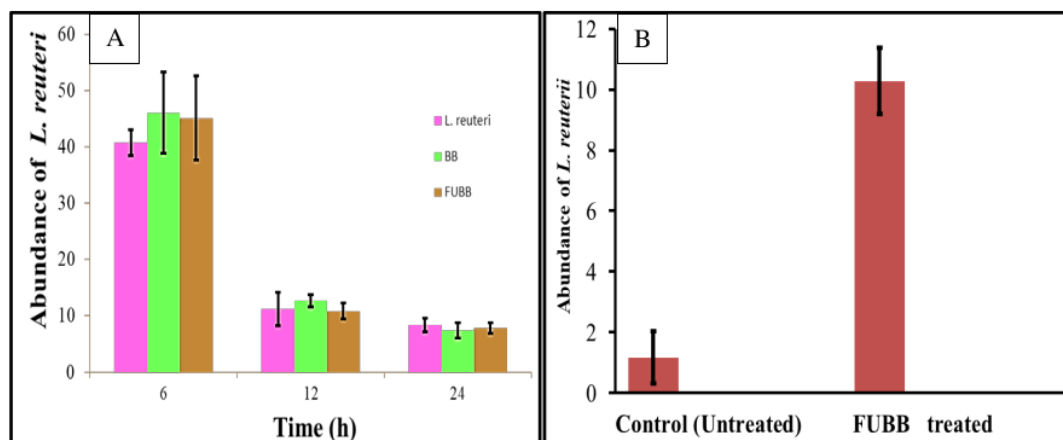 A
Abundance of L. reuteri
60
50
40
30
20
10
0
L. reuteri
BB
FUBB
6 12 24
Time (h)
B
Abundance of L. reuterii
12
10
8
6
4
2
0
Control (Untreated) FUBB treated